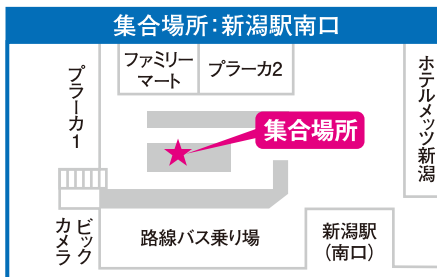 集合場所：新潟駅南口
ファミリー
マート
プラーカ2
プラーカ1
ホテルメッツ新潟
集合場所
ビック
カメラ
路線バス乗り場
新潟駅
（南口）